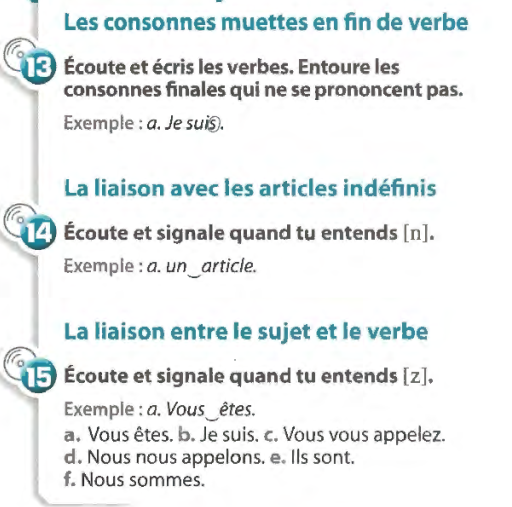 Les consonnes muettes en fin de verbe
13 Écoute et écris les verbes. Entoure les
consonnes finales qui ne se prononcent pas.
Exemple : a. Je suis.
La liaison avec les articles indéfinis
14 Écoute et signale quand tu entends [n].
Exemple : a. un‿article.
La liaison entre le sujet et le verbe
15 Écoute et signale quand tu entends [z].
Exemple : a. Vous‿êtes.
a. Vous êtes. b. Je suis. c. Vous vous appelez.
d. Nous nous appelons. e. Ils sont.
f. Nous sommes.